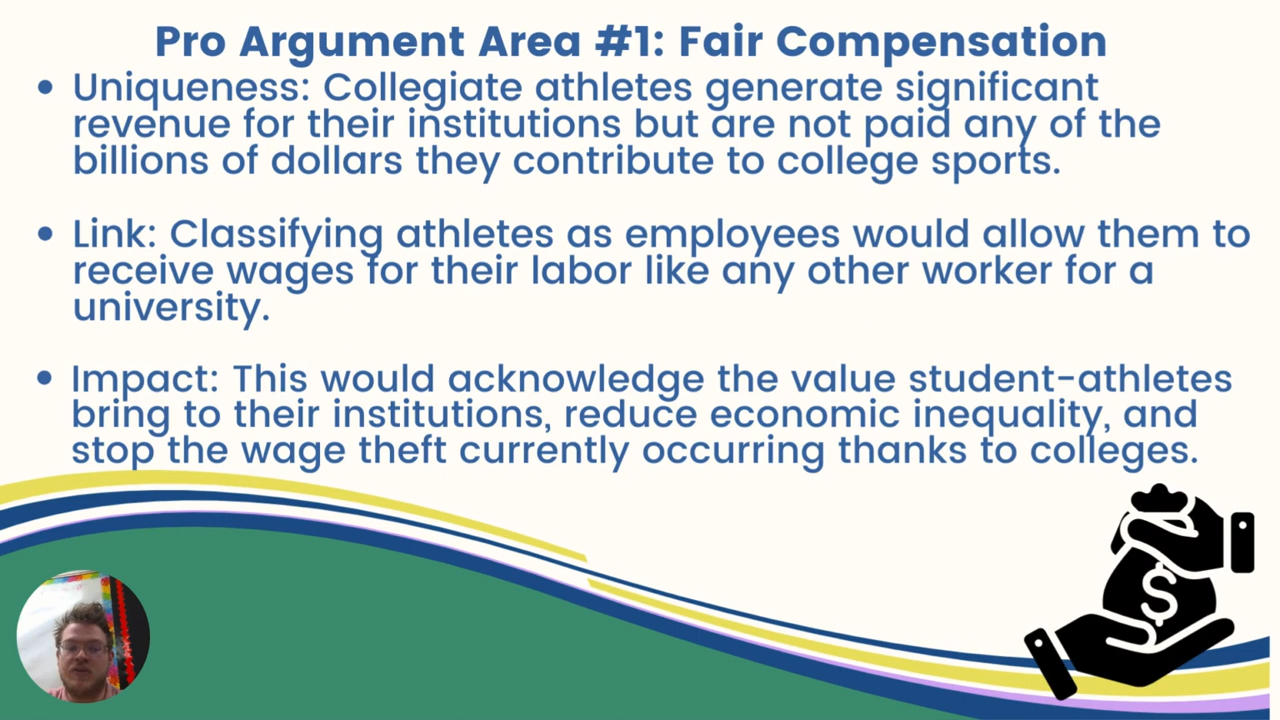 Pro Argument Area #1: Fair Compensation
• Uniqueness: Collegiate athletes generate significant
revenue for their institutions but are not paid any of the
billions of dollars they contribute to college sports.
• Link: Classifying athletes as employees would allow them to
receive wages for their labor like any other worker for a
university.
• Impact: This would acknowledge the value student-athletes
bring to their institutions, reduce economic inequality, and
stop the wage theft currently occurring thanks to colleges.
$